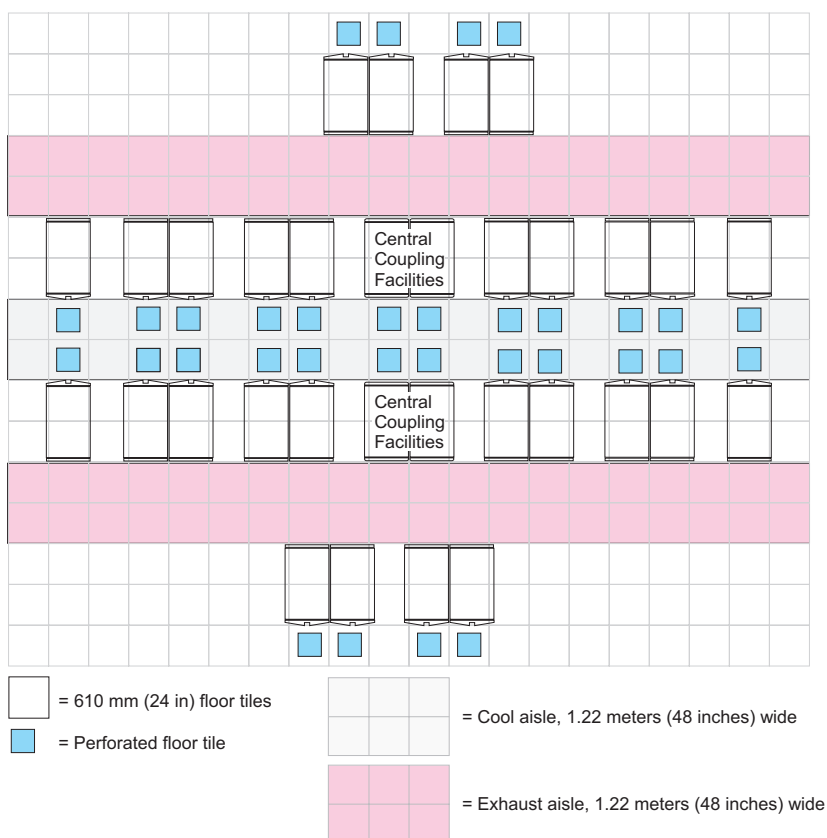 Central
Coupling
Facilities
Central
Coupling
Facilities
= 610 mm (24 in) floor tiles
= Perforated floor tile
= Cool aisle, 1.22 meters (48 inches) wide
= Exhaust aisle, 1.22 meters (48 inches) wide